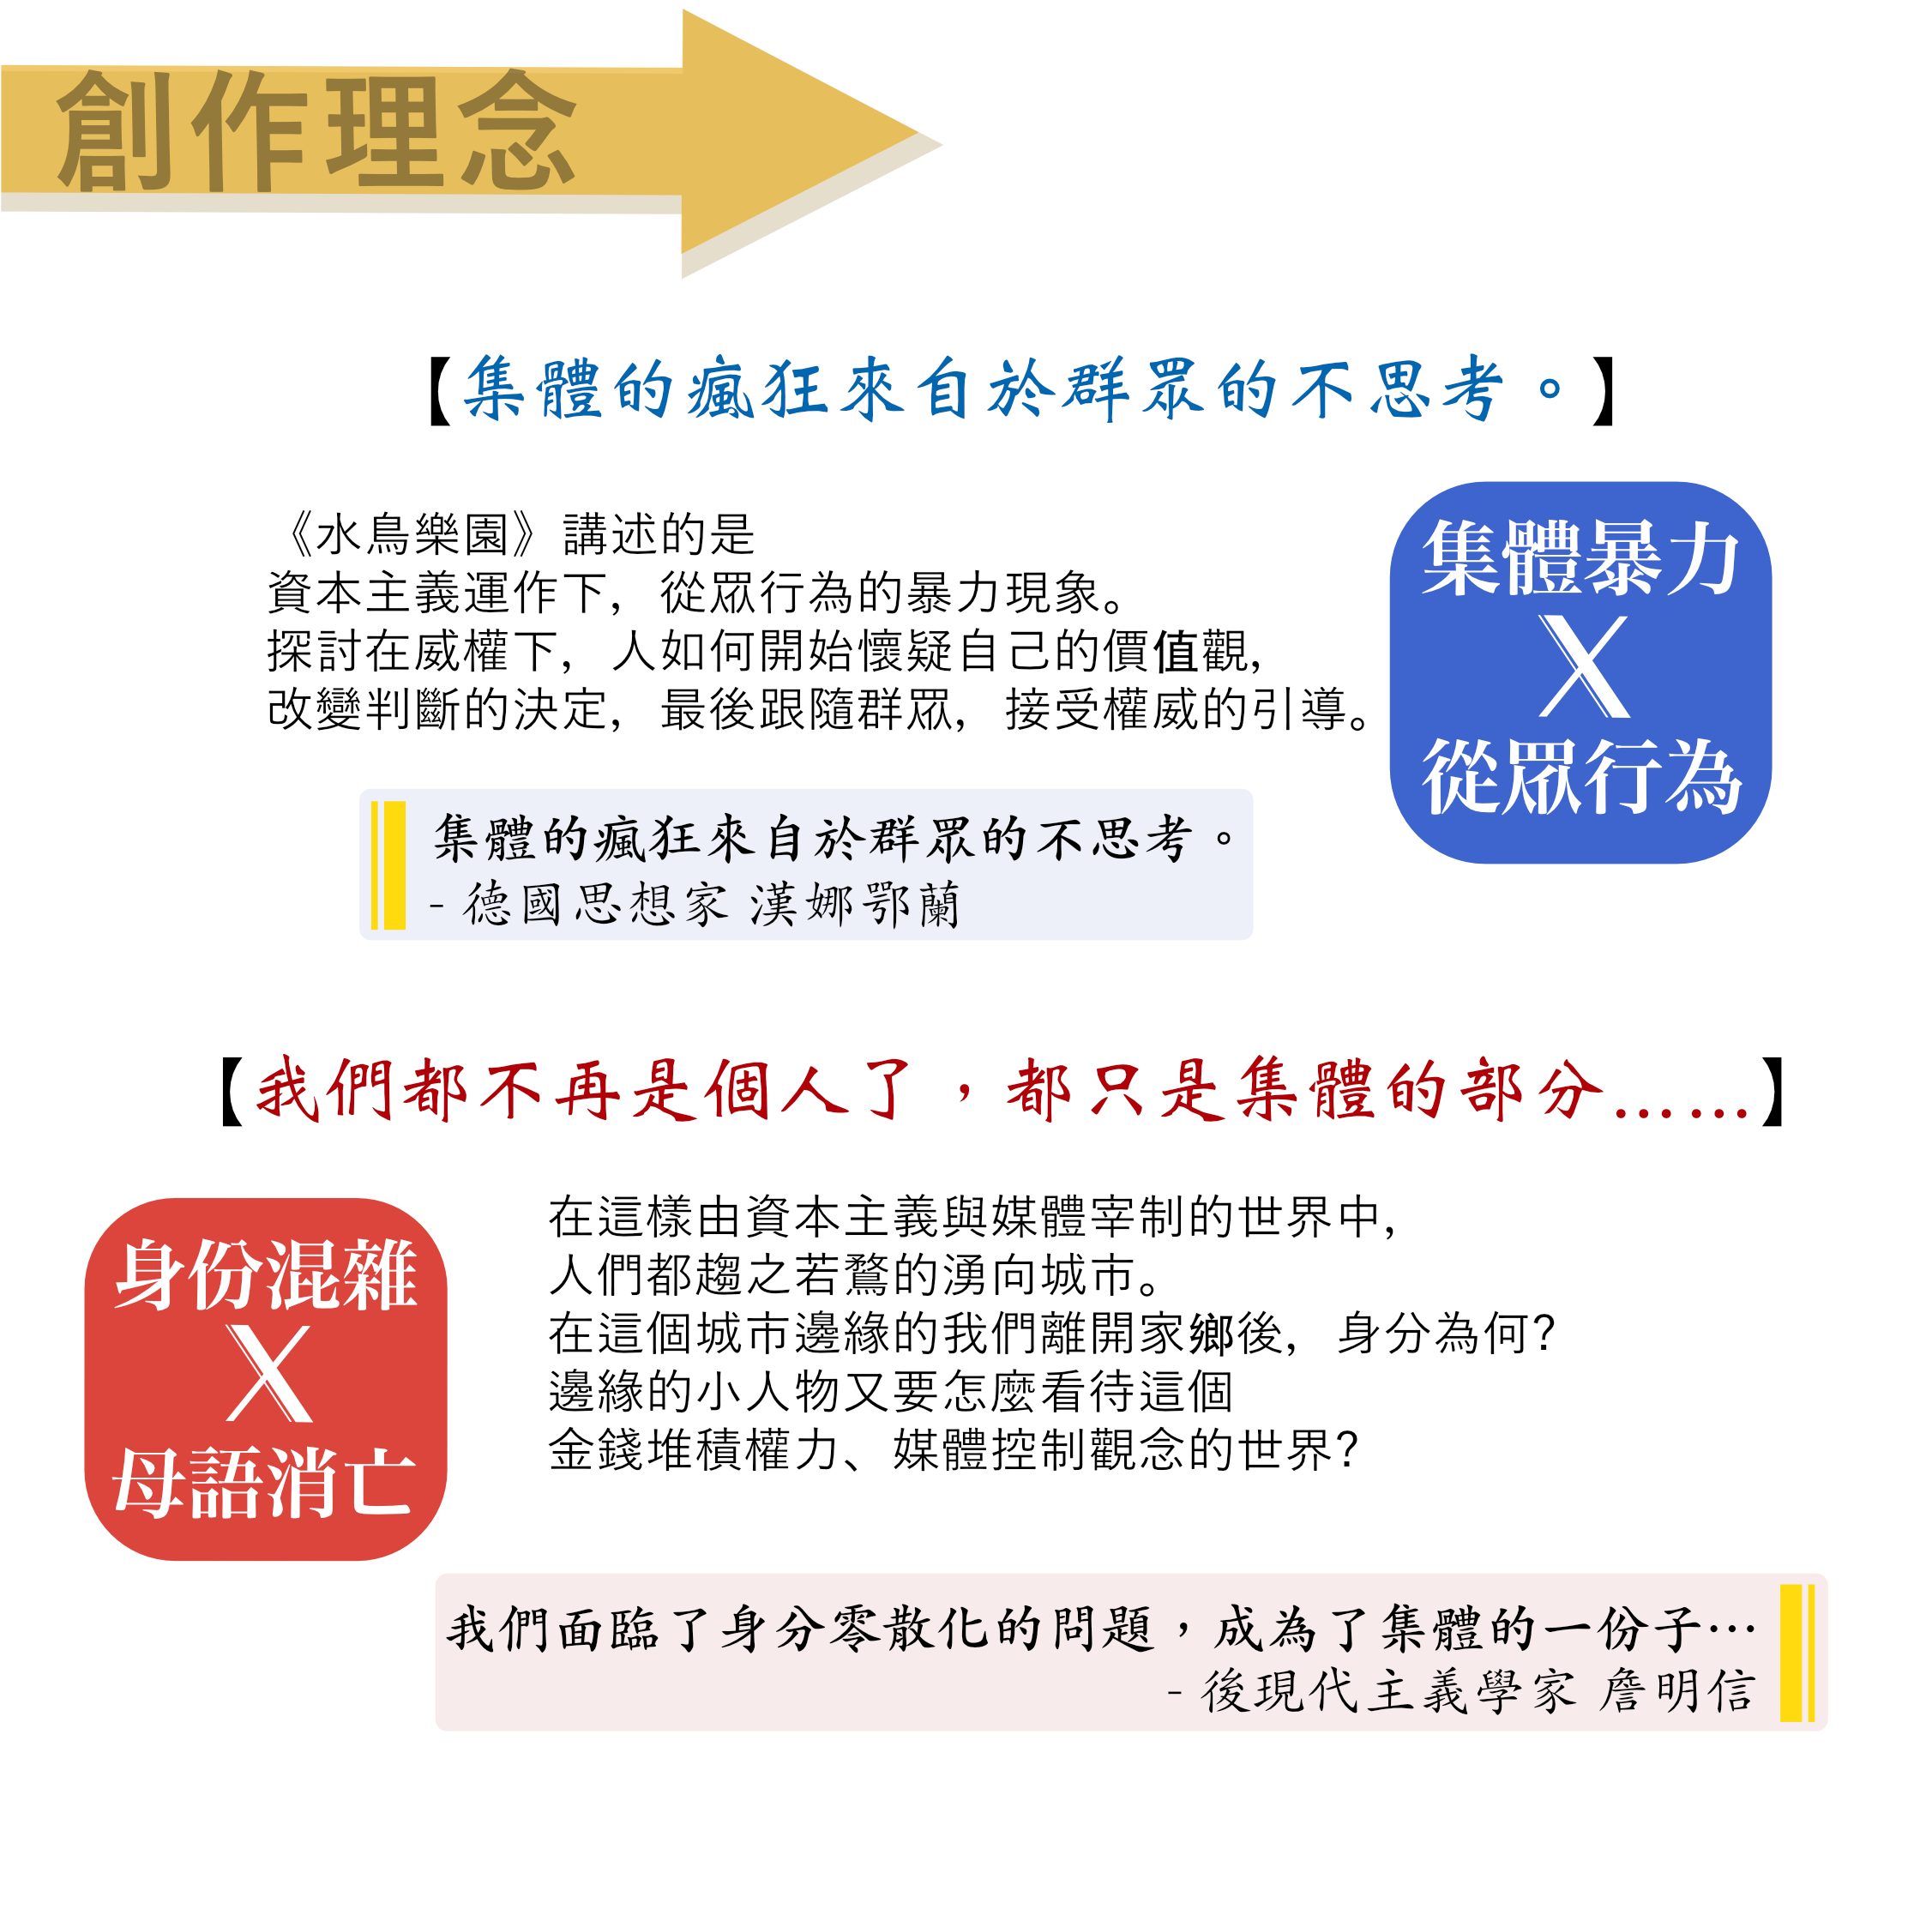 創作理念
【集體的瘋狂來自於群眾的不思考。】
《水鳥樂園》講述的是
資本主義運作下，從眾行為的暴力現象。
探討在威權下，人如何開始懷疑自己的價值觀，
改變判斷的決定，最後跟隨群眾，接受權威的引導。
集體暴力
X
從眾行為
集體的瘋狂來自於群眾的不思考。
- 德國思想家 漢娜鄂蘭
【我們都不再是個人了，都只是集體的部分……】
身份混雜
X
母語消亡
在這樣由資本主義與媒體宰制的世界中，
人們都趨之若鶩的湧向城市。
在這個城市邊緣的我們離開家鄉後，身分為何？
邊緣的小人物又要怎麼看待這個
金錢堆積權力、媒體控制觀念的世界？
我們面臨了身分零散化的問題，成為了集體的一份子…
- 後現代主義學家 詹明信